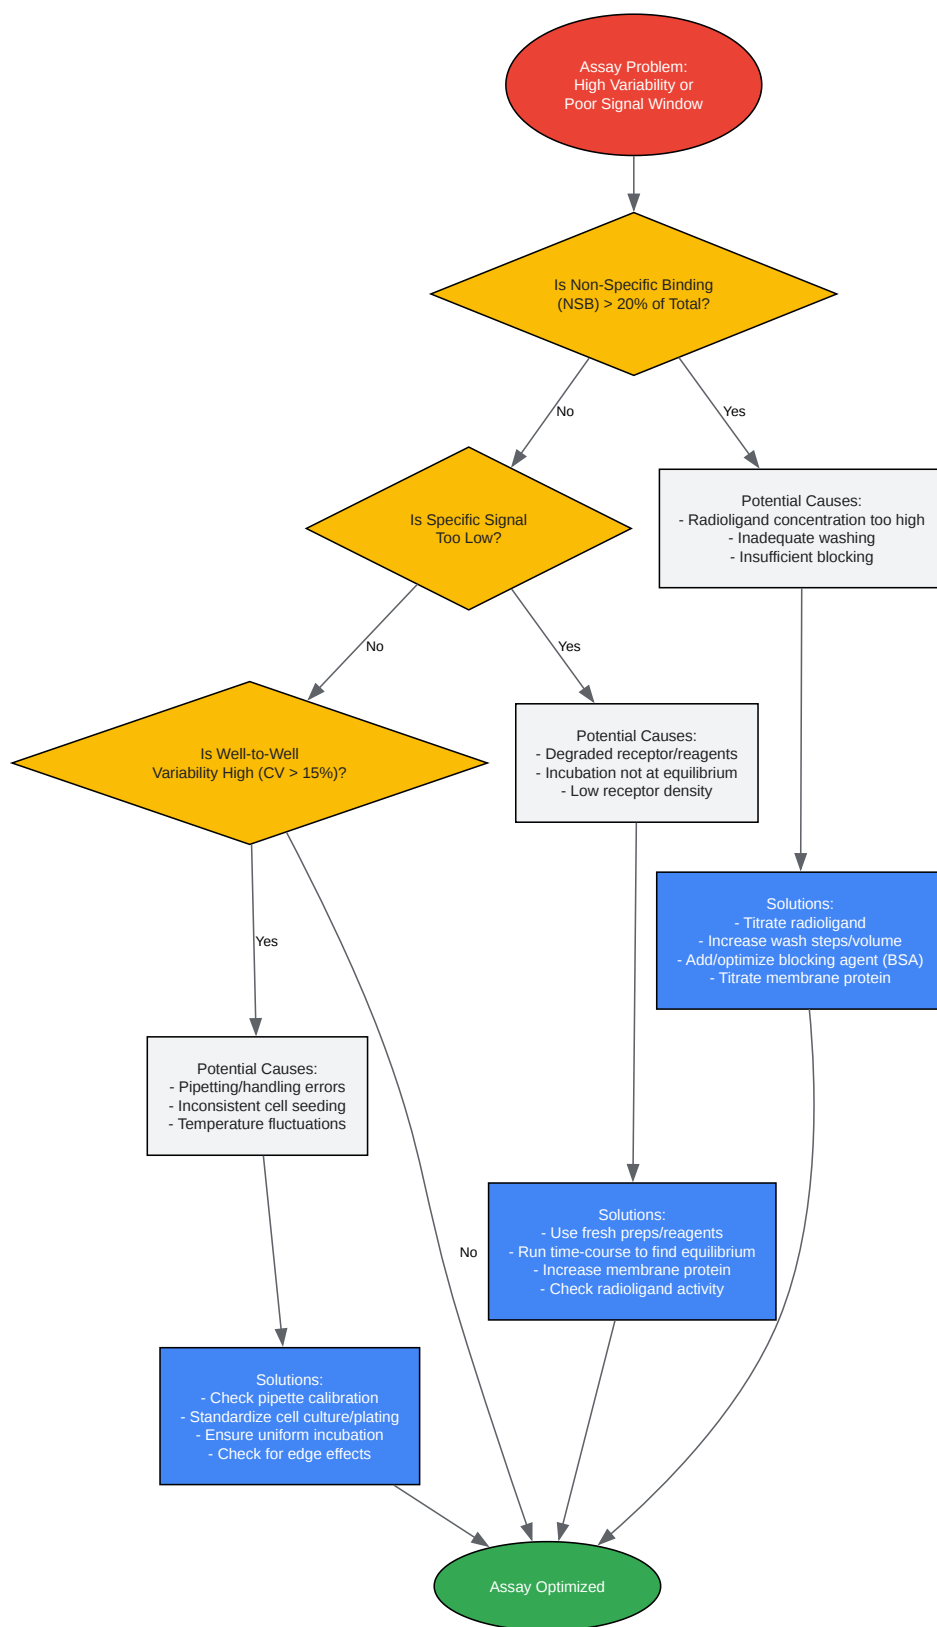 Assay Problem:
High Variability or
Poor Signal Window
Is Non-Specific Binding
(NSB) > 20% of Total?
No
Yes
Is Specific Signal
Too Low?
Potential Causes:
- Radioligand concentration too high
- Inadequate washing
- Insufficient blocking
No
Yes
Is Well-to-Well
Variability High (CV > 15%)?
Potential Causes:
- Degraded receptor/reagents
- Incubation not at equilibrium
- Low receptor density
Solutions:
- Titrate radioligand
- Increase wash steps/volume
- Add/optimize blocking agent (BSA)
- Titrate membrane protein
Yes
Potential Causes:
- Pipetting/handling errors
- Inconsistent cell seeding
- Temperature fluctuations
No
Solutions:
- Use fresh preps/reagents
- Run time-course to find equilibrium
- Increase membrane protein
- Check radioligand activity
Solutions:
- Check pipette calibration
- Standardize cell culture/plating
- Ensure uniform incubation
- Check for edge effects
Assay Optimized